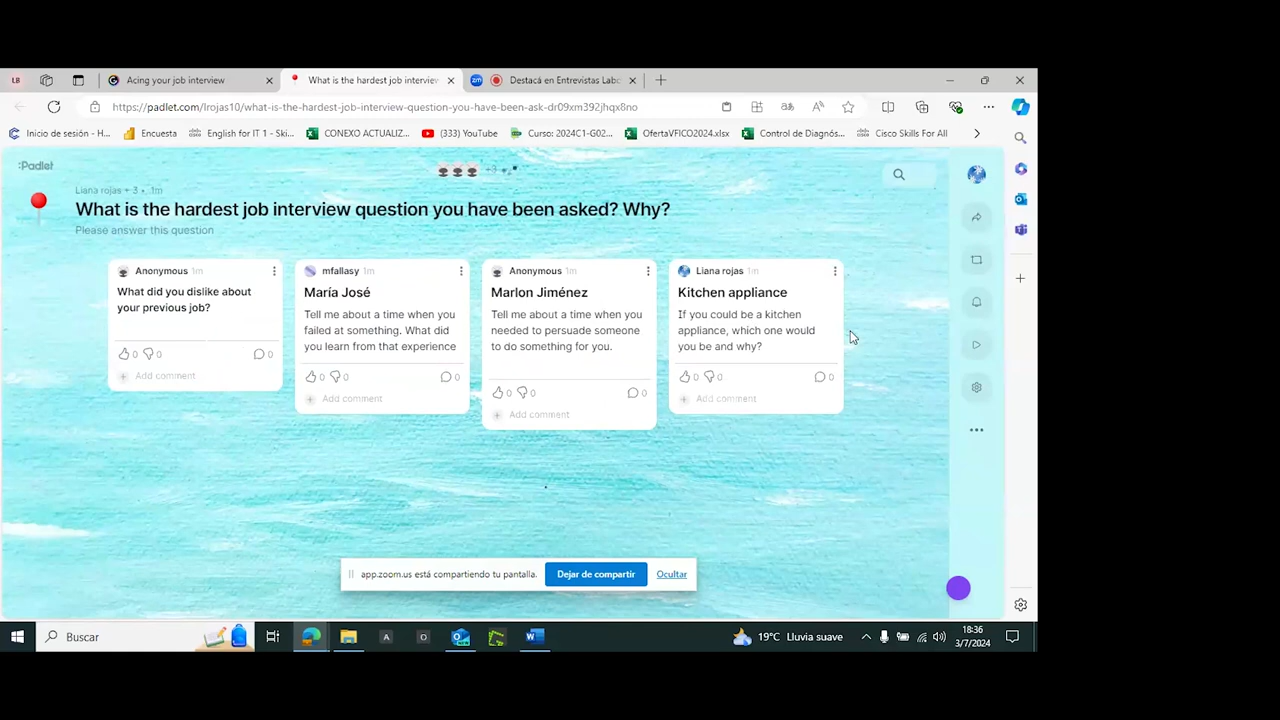 LB
Acing your job interview
What is the hardest job interview
zm
Destacá en Entrevistas Labo
https://padlet.com/lrojas10/what-is-the-hardest-job-interview-question-you-have-been-ask-dr09xm392jhqx8no
Inicio de sesión - H...
Encuesta
English for IT 1 - Ski...
CONEXO ACTUALIZ...
(333) YouTube
Curso: 2024C1-G02...
OfertaVFICO2024.xlsx
Control de Diagnós...
Cisco Skills For All
:Padlet
+3
Liana rojas + 3 • 1m
What is the hardest job interview question you have been asked? Why?
Please answer this question
Anonymous 1m
What did you dislike about
your previous job?
0 0 0
Add comment
mfallasy 1m
María José
Tell me about a time when you
failed at something. What did
you learn from that experience
0 0 0
Add comment
Anonymous 1m
Marlon Jiménez
Tell me about a time when you
needed to persuade someone
to do something for you.
0 0 0
Add comment
Liana rojas 1m
Kitchen appliance
If you could be a kitchen
appliance, which one would
you be and why?
0 0 0
Add comment
app.zoom.us está compartiendo tu pantalla.
Dejar de compartir
Ocultar
Buscar
A
O
19°C Lluvia suave
18:36
3/7/2024